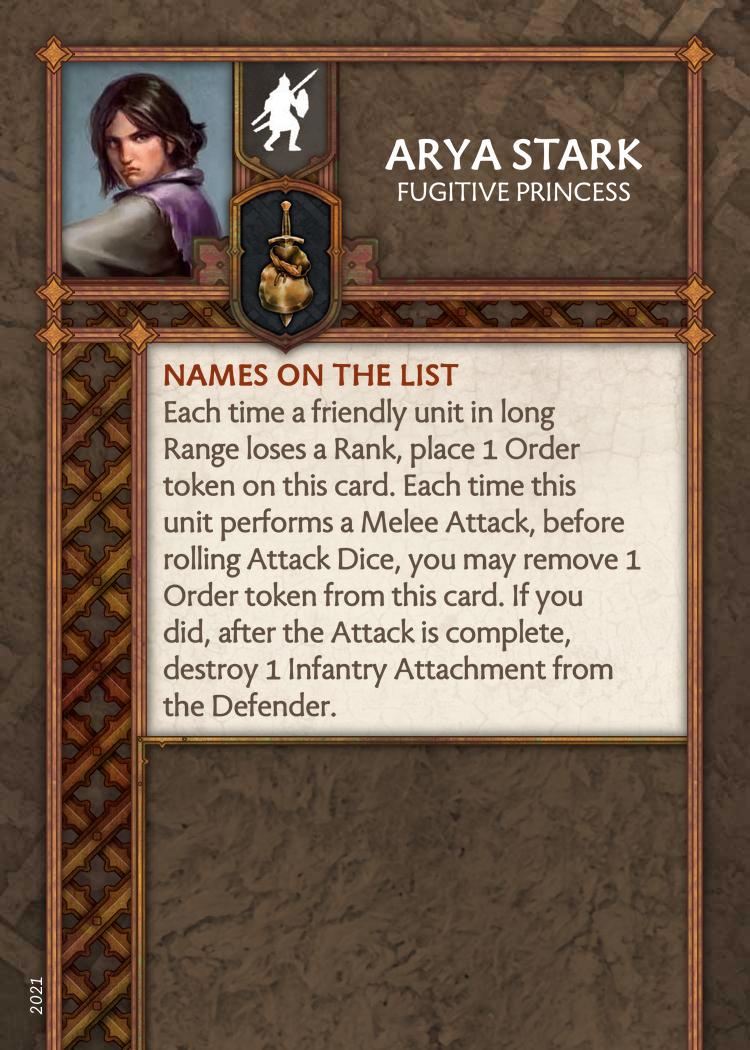 ARYA STARK
FUGITIVE PRINCESS
NAMES ON THE LIST
Each time a friendly unit in long
Range loses a Rank, place 1 Order
token on this card. Each time this
unit performs a Melee Attack, before
rolling Attack Dice, you may remove 1
Order token from this card. If you
did, after the Attack is complete,
destroy 1 Infantry Attachment from
the Defender.
2021